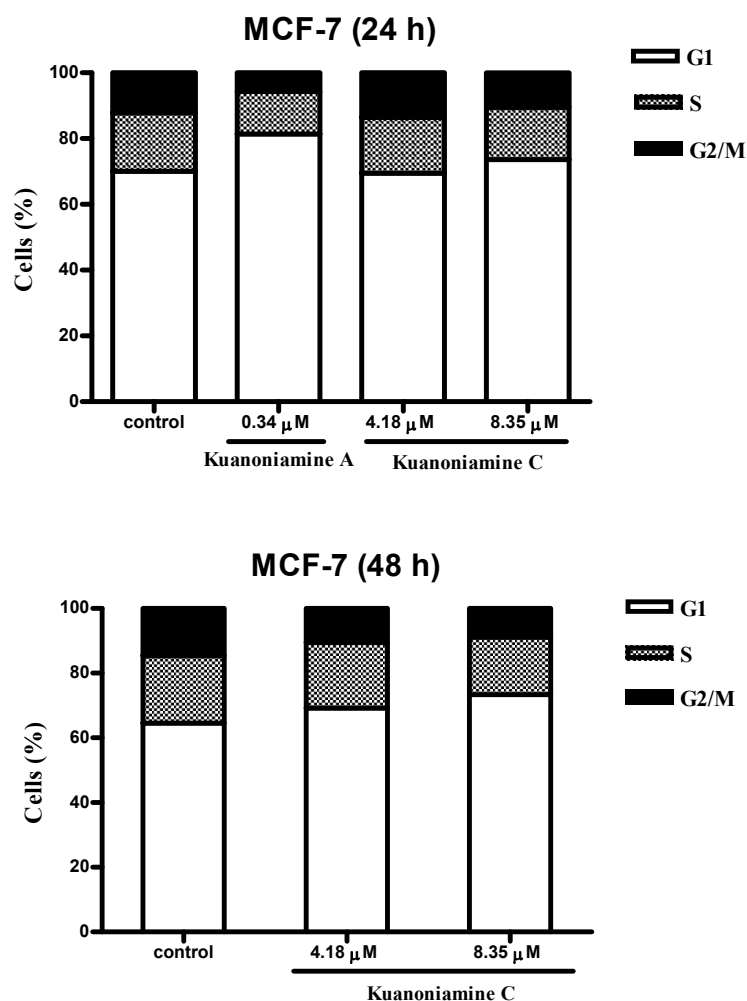 MCF-7 (24 h)
G1
S
G2/M
Cells (%)
100
80
60
40
20
0
control
0.34 μM
4.18 μM
8.35 μM
Kuanoniamine A
Kuanoniamine C
MCF-7 (48 h)
G1
S
G2/M
Cells (%)
100
80
60
40
20
0
control
4.18 μM
8.35 μM
Kuanoniamine C